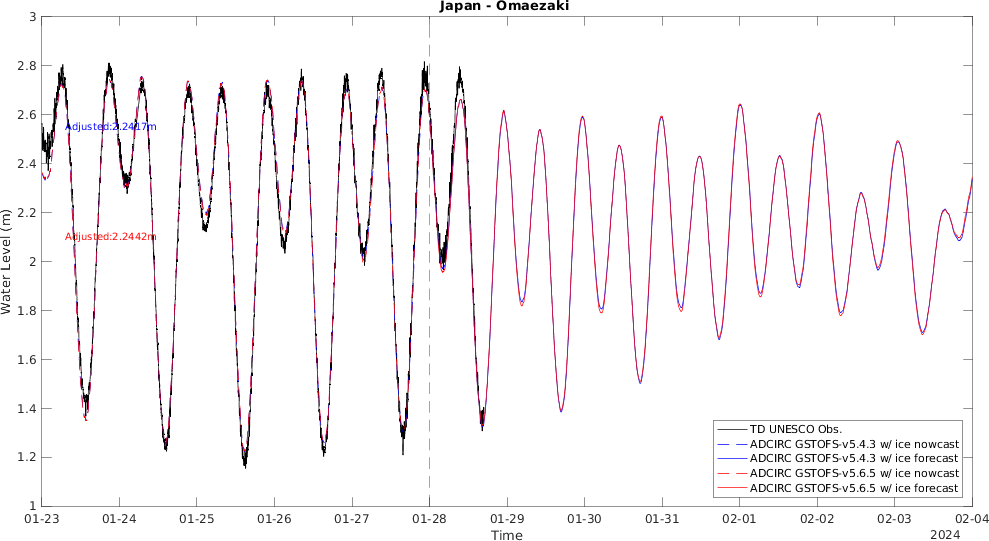 Japan - Omaezaki
3
2.8
2.6
2.4
2.2
2
1.8
1.6
1.4
1.2
1
Water Level (m)
Adjusted:2.2417m
Adjusted:2.2442m
TD UNESCO Obs.
ADCIRC GSTOFS-v5.4.3 w/ ice nowcast
ADCIRC GSTOFS-v5.4.3 w/ ice forecast
ADCIRC GSTOFS-v5.6.5 w/ ice nowcast
ADCIRC GSTOFS-v5.6.5 w/ ice forecast
01-23 01-24 01-25 01-26 01-27 01-28 01-29 01-30 01-31 02-01 02-02 02-03 02-04
Time
2024